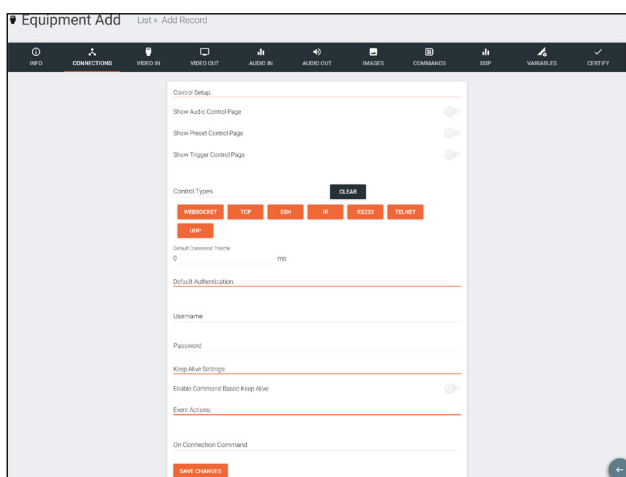 Equipment Add List » Add Record
INFO CONNECTIONS VIDEO IN VIDEO OUT AUDIO IN AUDIO OUT IMAGES COMMANDS DSP VARIABLES CERTIFY
Control Setup:
Show Audio Control Page
Show Preset Control Page
Show Trigger Control Page
Control Types CLEAR
WEBSOCKET TCP SSH IR RS232 TELNET
UDP
Default Command Throttle
0 ms
Default Authentication:
Username
Password
Keep Alive Settings:
Enable Command Based Keep Alive
Event Actions:
On Connection Command
SAVE CHANGES